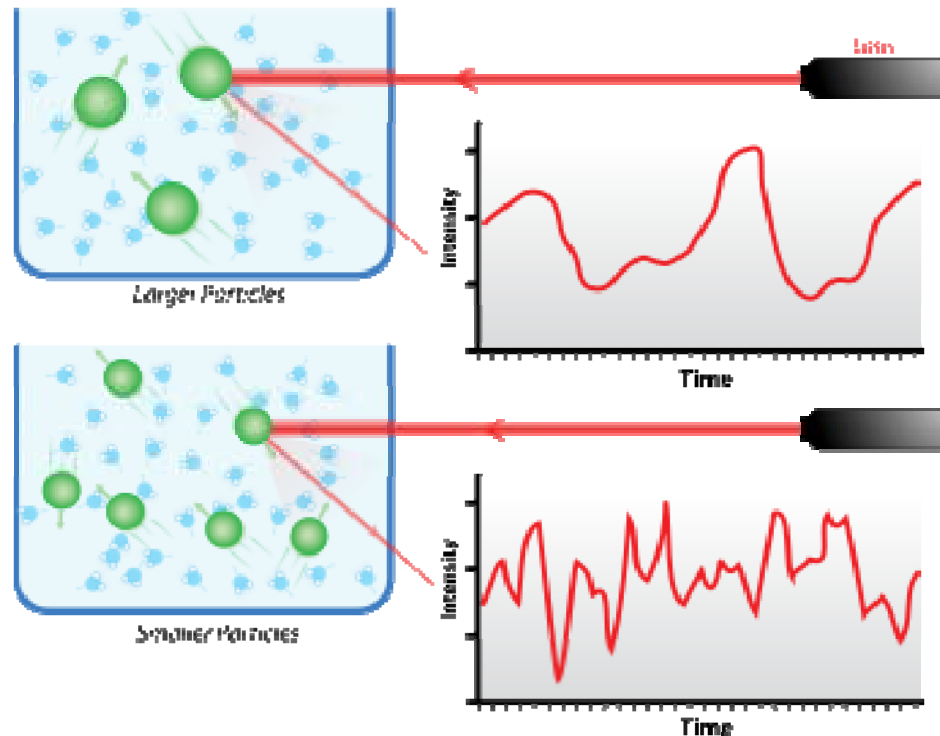 Laser
Intensity
Larger Particles
Time
Intensity
Smaller Particles
Time